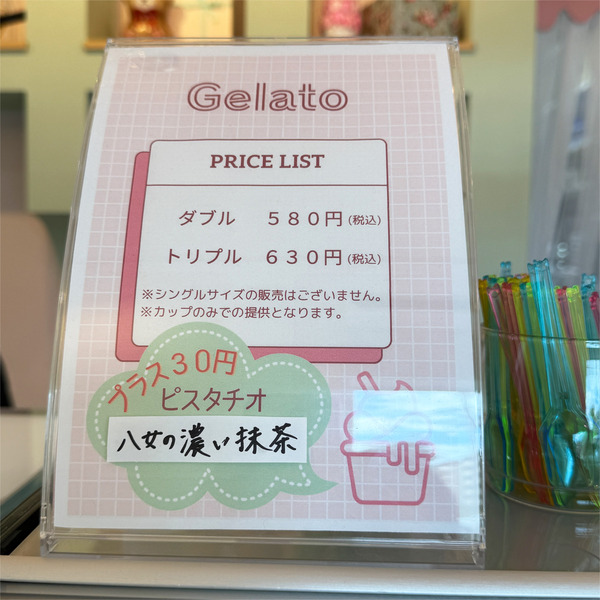 Gelato
PRICE LIST
ダブル ５８０円(税込)
トリプル ６３０円(税込)
※シングルサイズの販売はございません。
※カップのみでの提供となります。
プラス３０円
ピスタチオ
八女の濃い抹茶